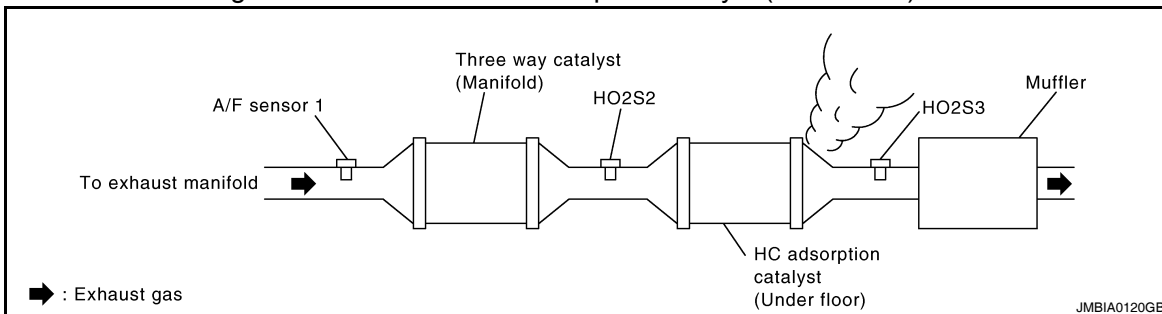 Three way catalyst
(Manifold)
A/F sensor 1
HO2S2
Muffler
HO2S3
To exhaust manifold
HC adsorption
catalyst
(Under floor)
: Exhaust gas
JMBIA0120GB